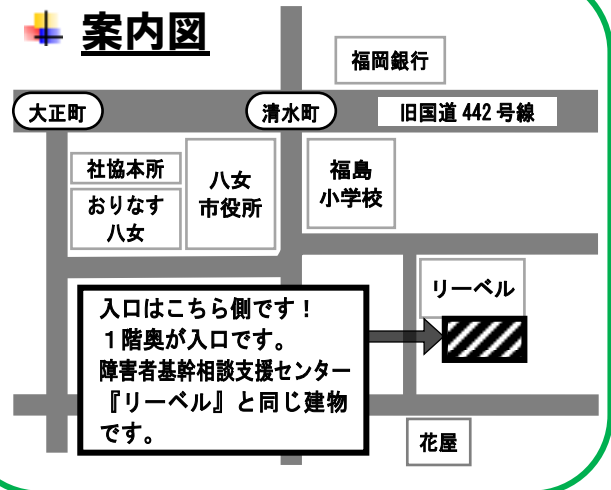 案内図
福岡銀行
大正町
清水町
旧国道442号線
社協本所
おりなす
八女
八女
市役所
福島
小学校
リーベル
入口はこちら側です！
１階奥が入口です。
障害者基幹相談支援センター
『リーベル』と同じ建物
です。
花屋